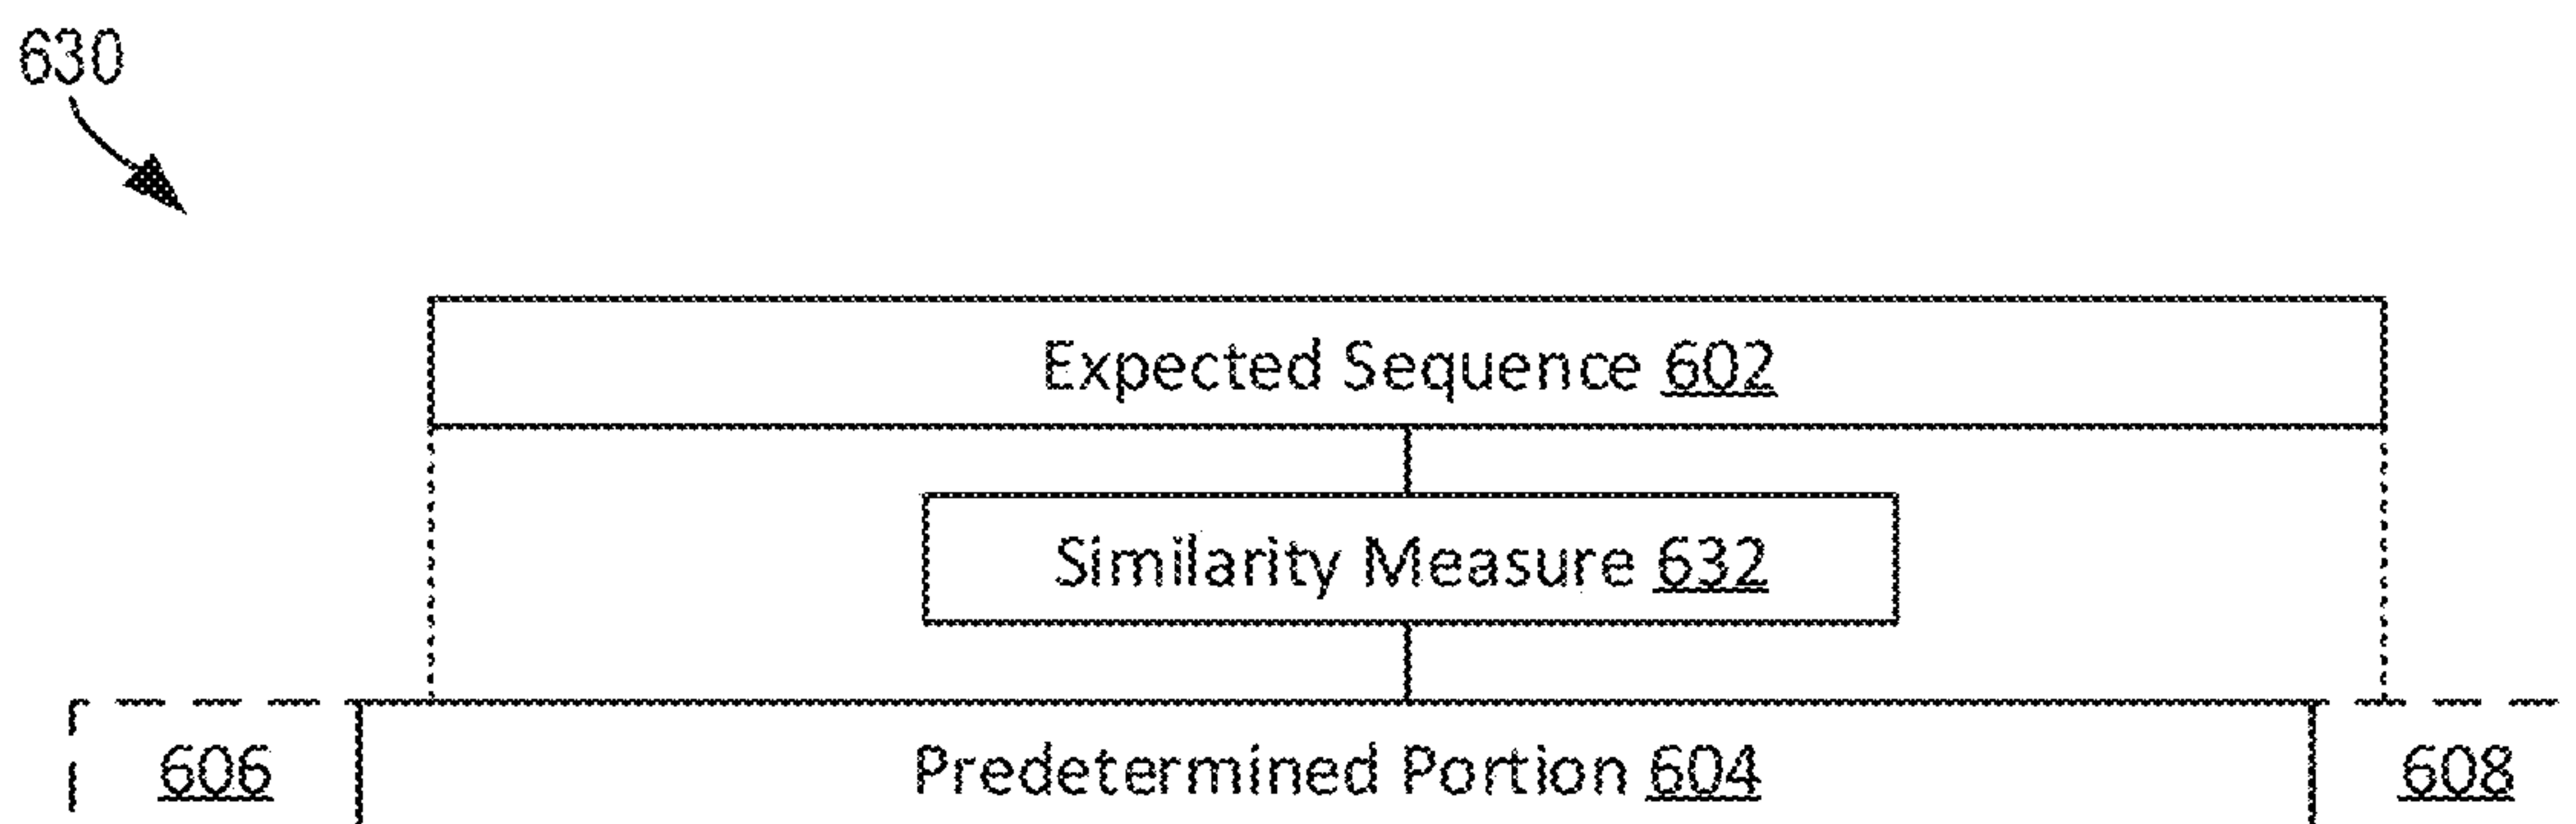 630
Expected Sequence 602
Similarity Measure 632
606 Predetermined Portion 604 608